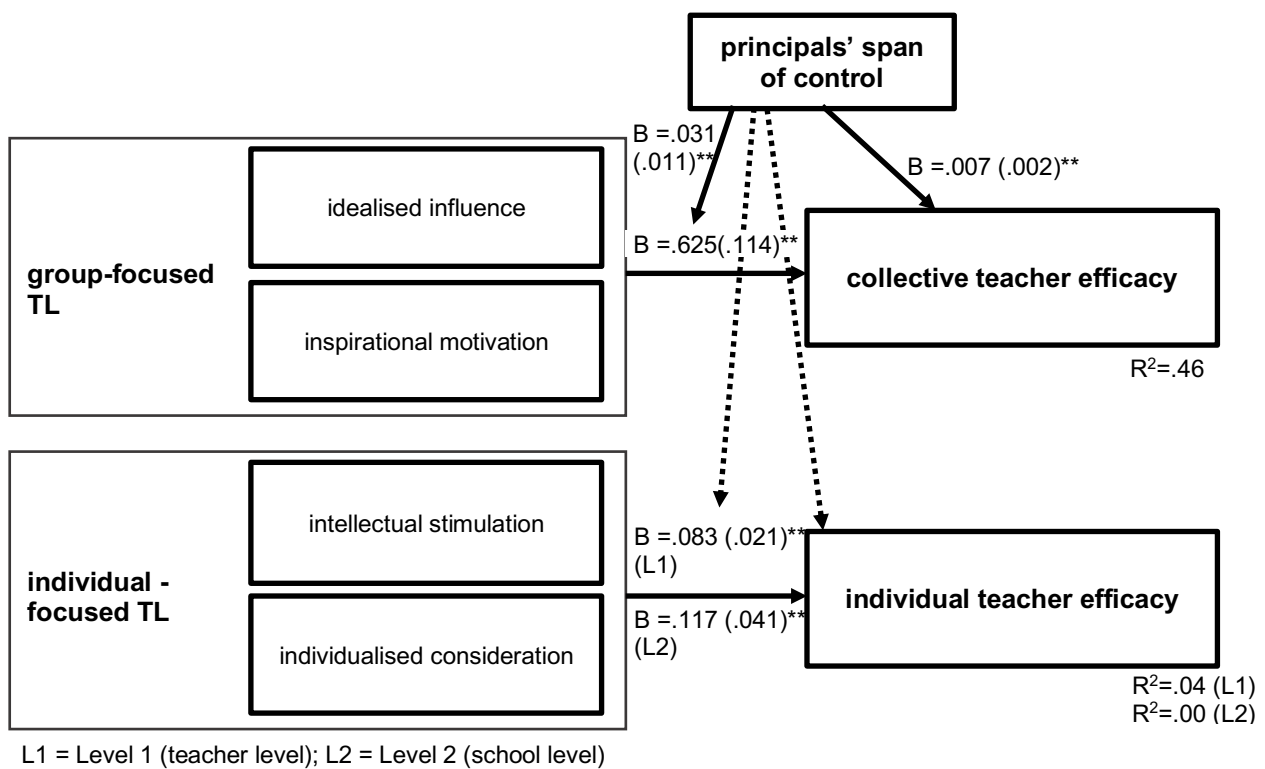 principals’ span
of control
B =.031
(.011)**
B =.007 (.002)**
idealised influence
B =.625(.114)**
group-focused
TL
collective teacher efficacy
inspirational motivation
R²=.46
intellectual stimulation
B =.083 (.021)**
(L1)
individual -
focused TL
individual teacher efficacy
B =.117 (.041)**
(L2)
individualised consideration
R²=.04 (L1)
R²=.00 (L2)
L1 = Level 1 (teacher level); L2 = Level 2 (school level)